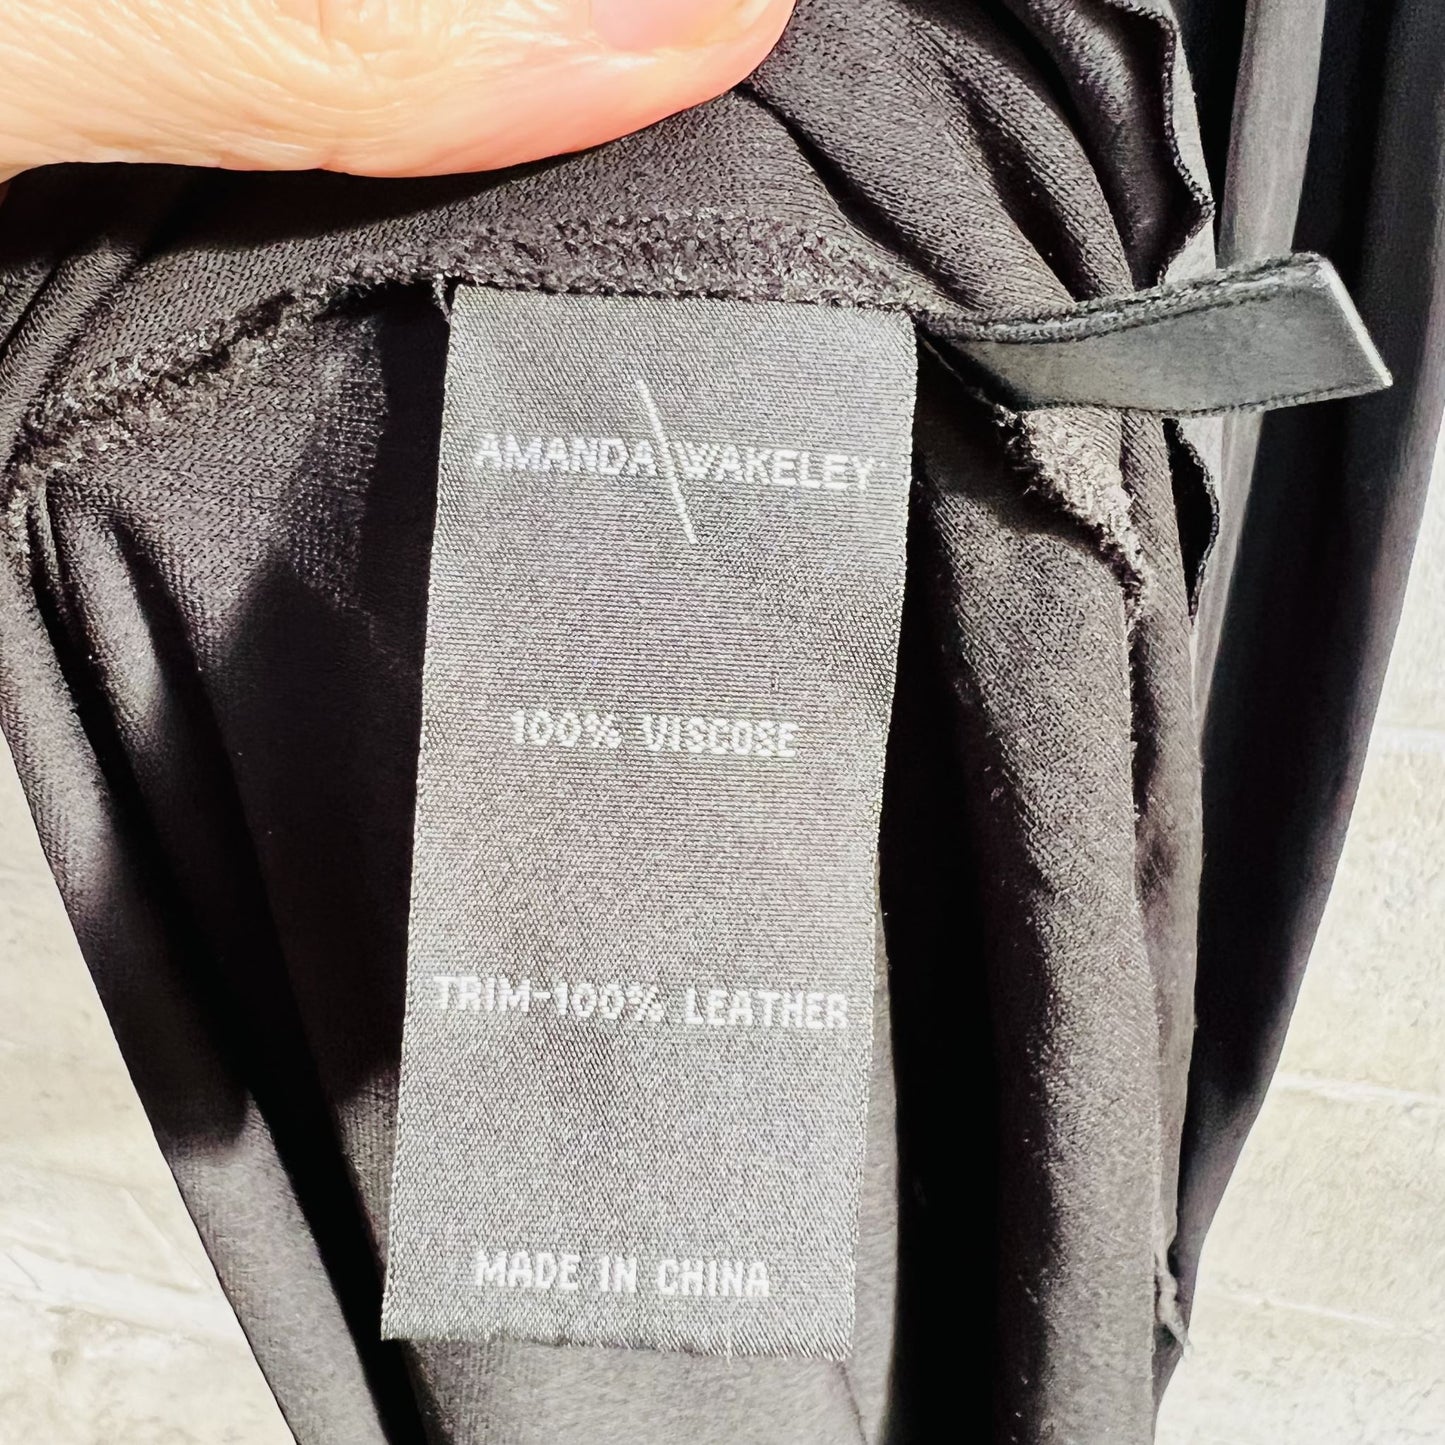 AMANDA WAKELEY
100% VISCOSE
TRIM-100% LEATHER
MADE IN CHINA